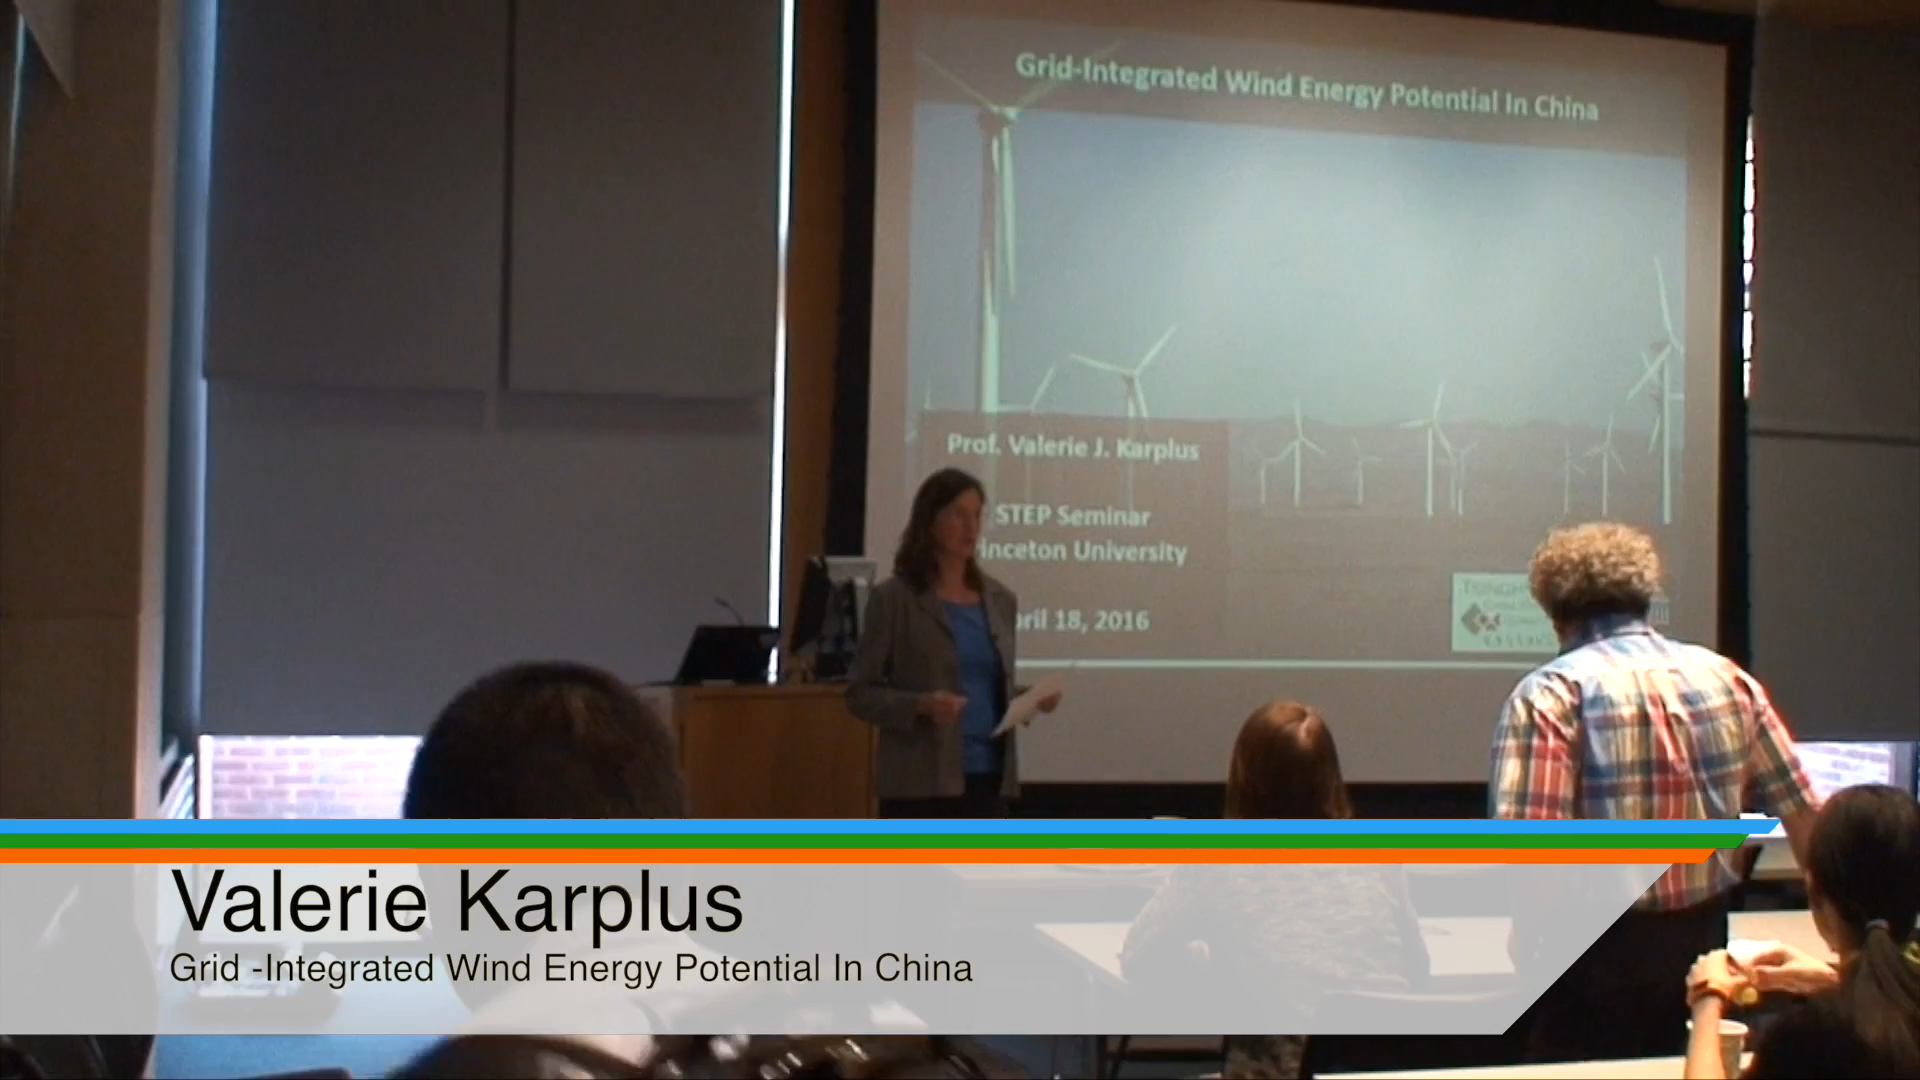 Grid-Integrated Wind Energy Potential In China
Prof. Valerie J. Karplus
STEP Seminar
inceton University
ril 18, 2016
Valerie Karplus
Grid -Integrated Wind Energy Potential In China